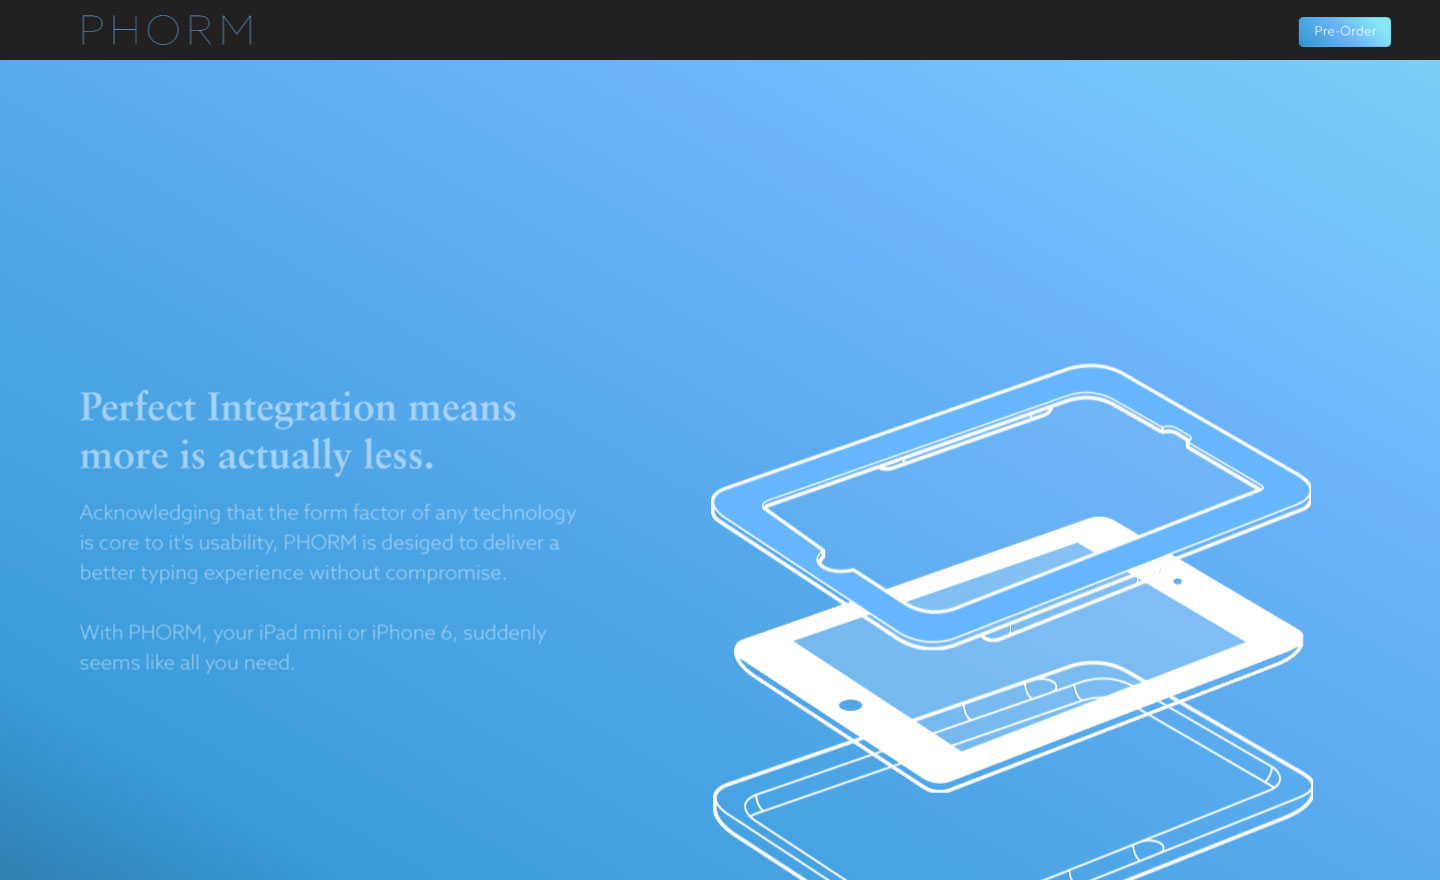 PHORM
Pre-Order
Perfect Integration means
more is actually less.
Acknowledging that the form factor of any technology
is core to it’s usability, PHORM is desiged to deliver a
better typing experience without compromise.
With PHORM, your iPad mini or iPhone 6, suddenly
seems like all you need.